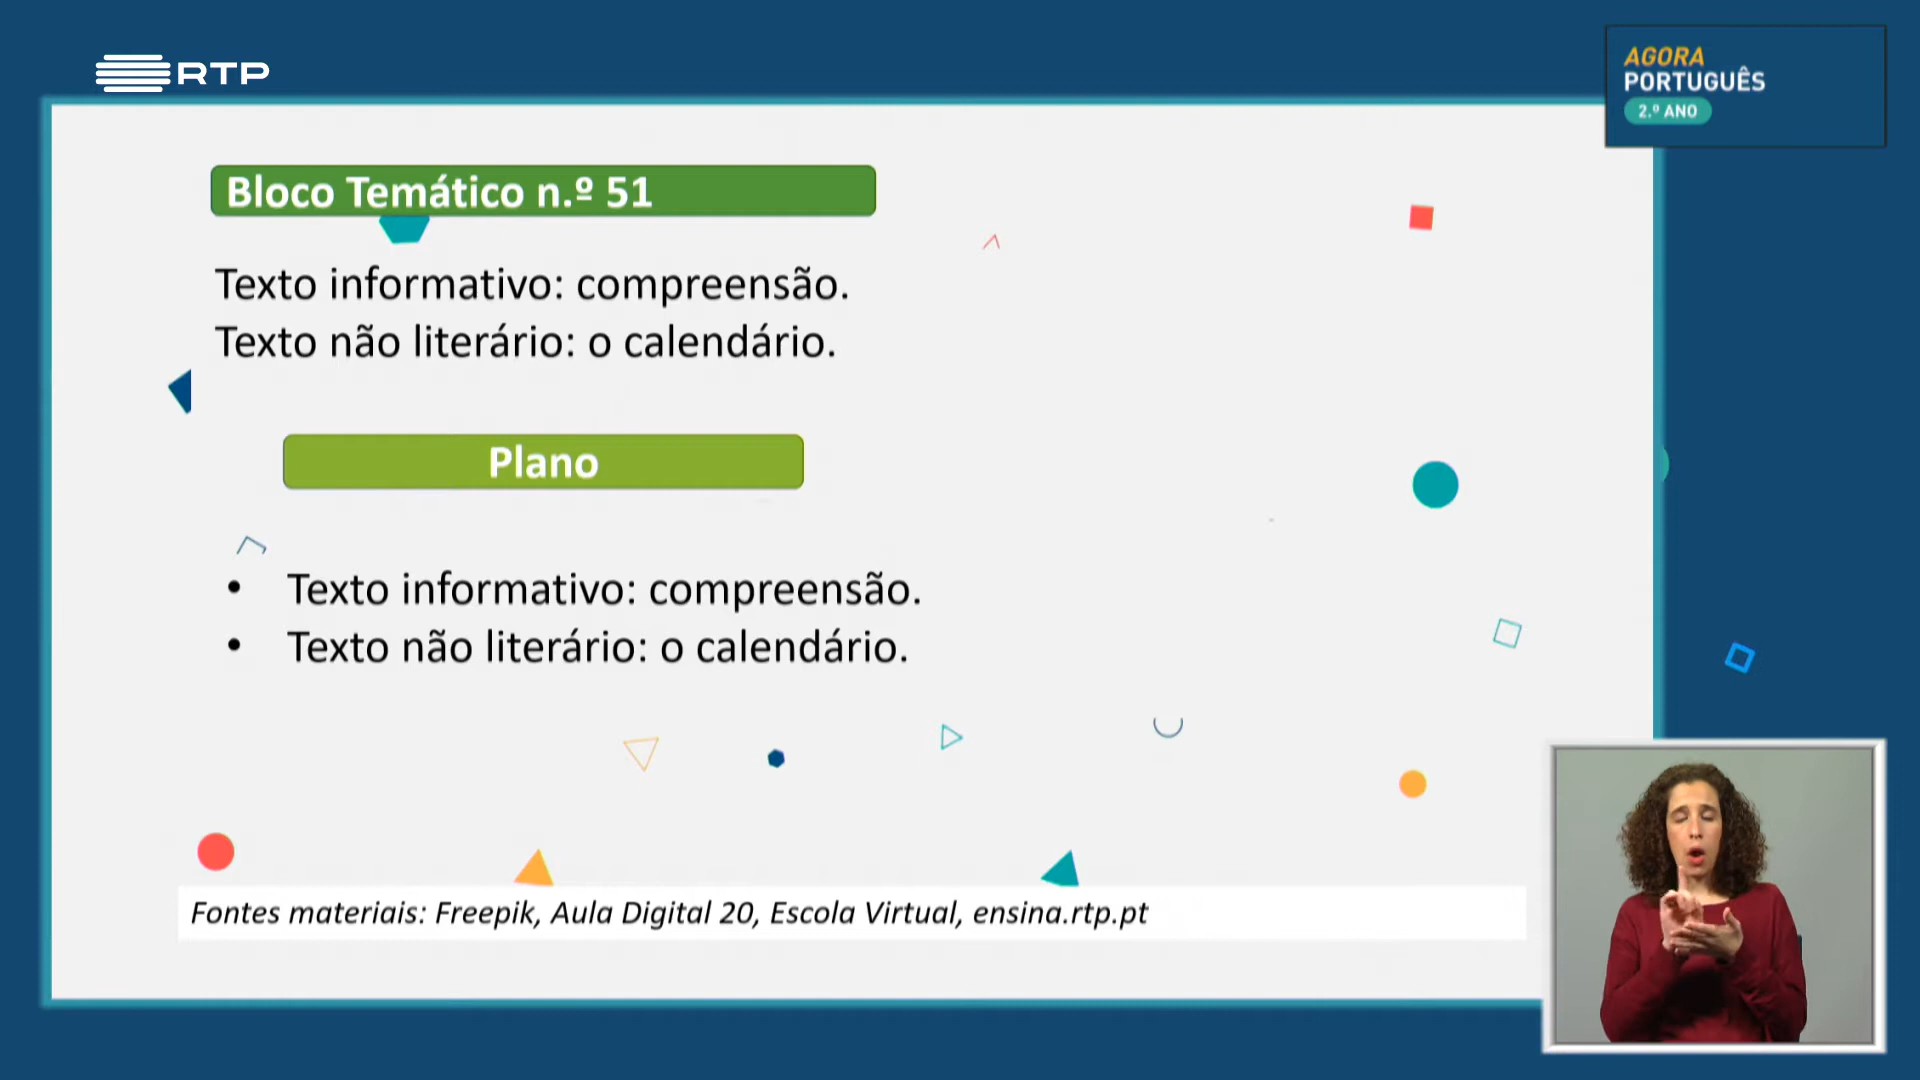 RTP
AGORA
PORTUGUÊS
2.º ANO
Bloco Temático n.º 51
Texto informativo: compreensão.
Texto não literário: o calendário.
Plano
• Texto informativo: compreensão.
• Texto não literário: o calendário.
Fontes materiais: Freepik, Aula Digital 20, Escola Virtual, ensina.rtp.pt